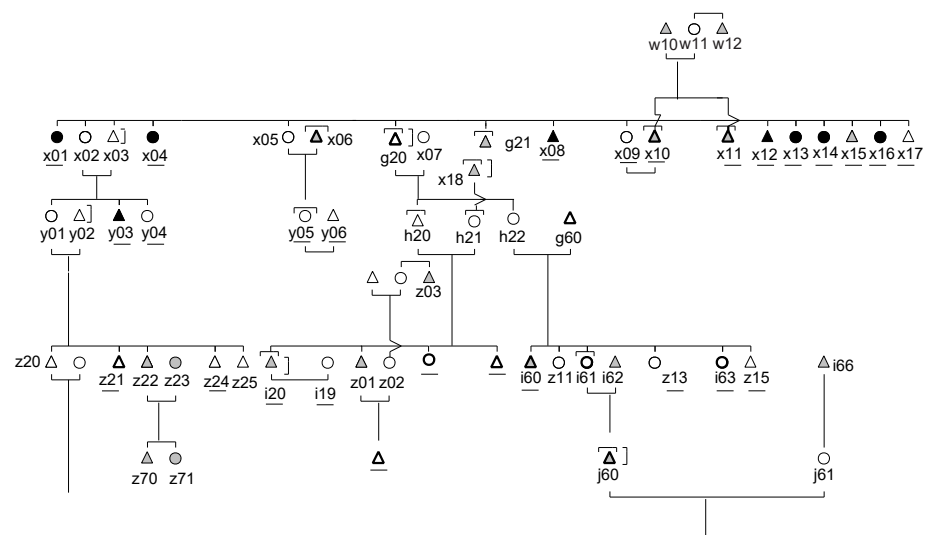 w10 w11 w12
x05 x06
x01 x02 x03 x04 g20 x07 g21 x08 x09 x10 x11 x12 x13 x14 x15 x16 x17
x18
y01 y02 y03 y04 y05 y06 h20 h21 h22 g60
z03
z20 z21 z22 z23 z24 z25 i20 i19 z01 z02 i60 z11 i61 i62 z13 i63 z15 i66
z70 z71 j60 j61